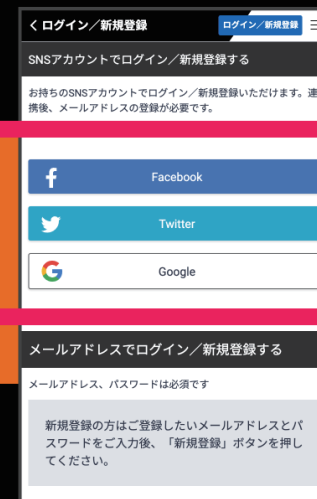 ログイン／新規登録 ログイン／新規登録
SNSアカウントでログイン／新規登録する
お持ちのSNSアカウントでログイン／新規登録いただけます。連
携後、メールアドレスの登録が必要です。
Facebook
Twitter
Google
メールアドレスでログイン／新規登録する
メールアドレス、パスワードは必須です
新規登録の方はご登録したいメールアドレスとパ
スワードをご入力後、「新規登録」ボタンを押し
てください。